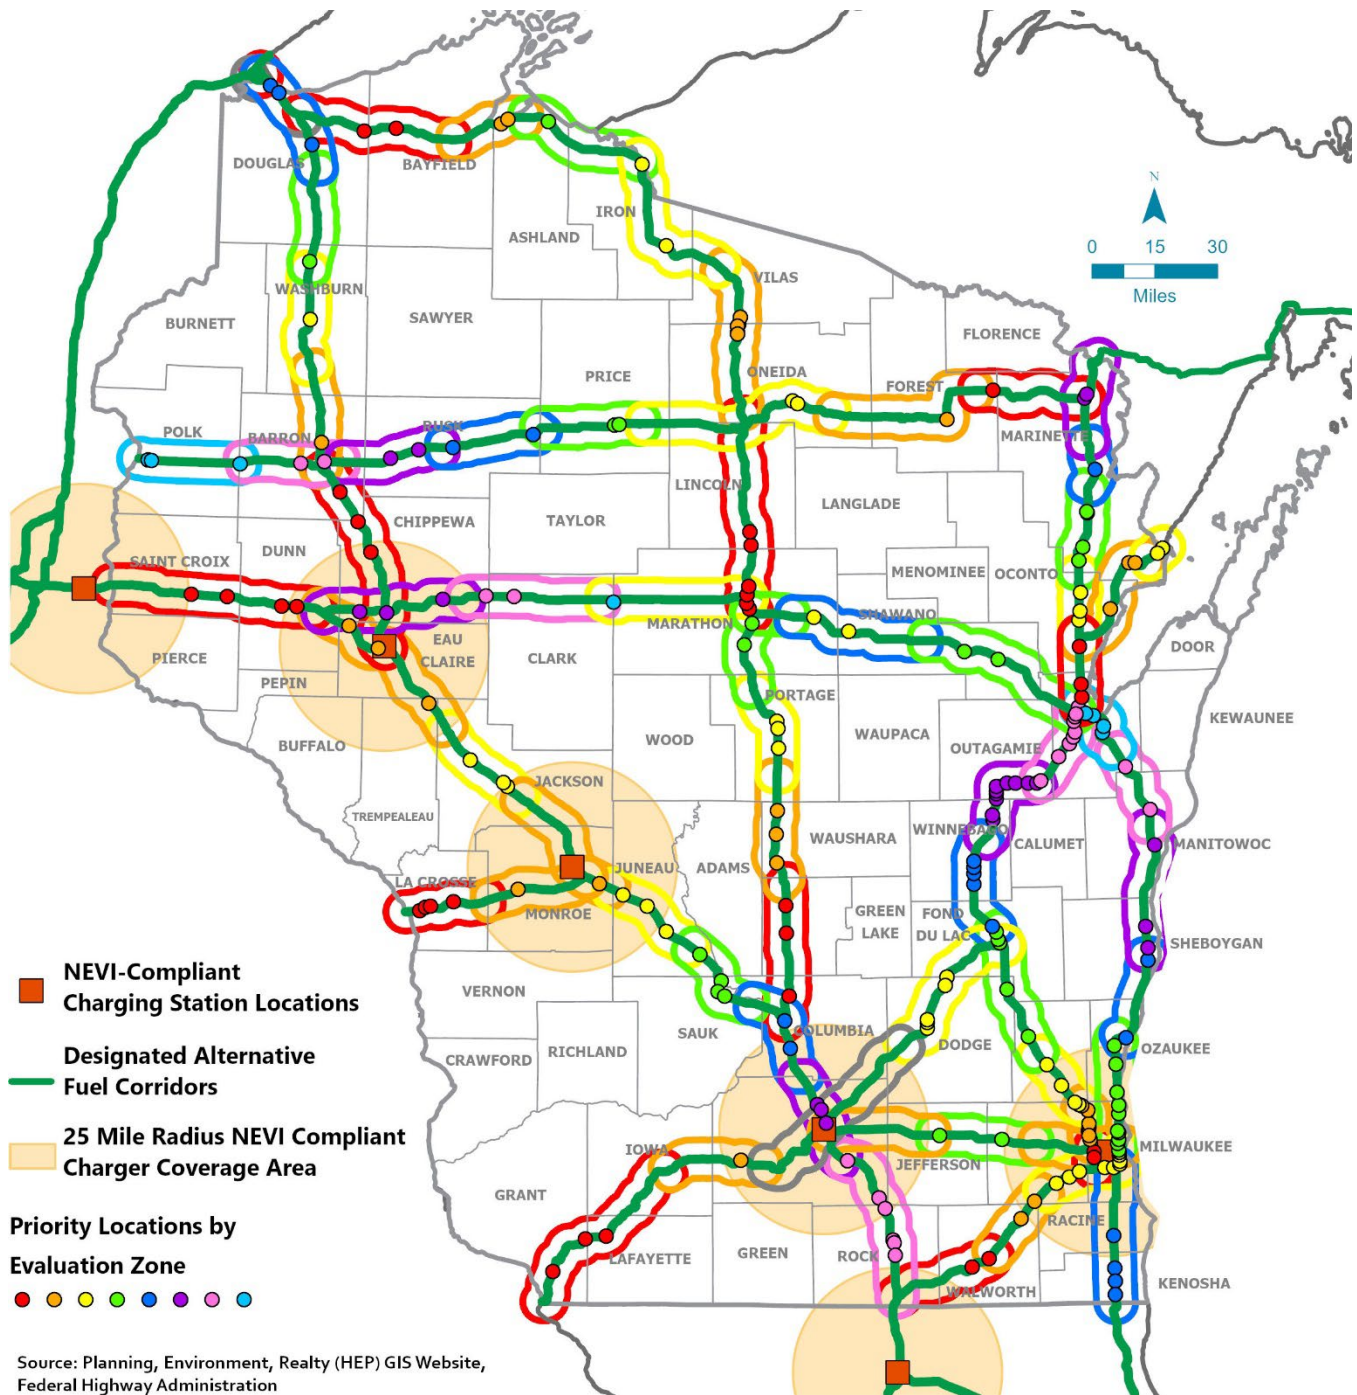 N
0 15 30
Miles
DOUGLAS
BAYFIELD
IRON
ASHLAND
VILAS
WASHBURN
BURNETT
SAWYER
FLORENCE
ONEIDA
FOREST
PRICE
POLK
BARRON
RUSK
MARINETTE
LINCOLN
LANGLADE
CHIPPEWA
TAYLOR
DUNN
SAINT CROIX
MENOMINEE
OCONTO
MARATHON
SHAWANO
DOOR
PIERCE
EAU
CLAIRE
CLARK
PEPIN
PORTAGE
KEWAUNEE
BUFFALO
WOOD
WAUPACA
OUTAGAMIE
JACKSON
TREMPEALEAU
WAUSHARA
WINNEBAGO
CALUMET
MANITOWOC
ADAMS
JUNEAU
LA CROSSE
MONROE
GREEN
LAKE
FOND
DU LAC
SHEBOYGAN
NEVI-Compliant
Charging Station Locations
VERNON
SAUK
COLUMBIA
DODGE
OZAUKEE
RICHLAND
CRAWFORD
Designated Alternative
Fuel Corridors
25 Mile Radius NEVI Compliant
Charger Coverage Area
IOWA
JEFFERSON
MILWAUKEE
GRANT
RACINE
Priority Locations by
Evaluation Zone
LAFAYETTE
GREEN
ROCK
WALWORTH
KENOSHA
Source: Planning, Environment, Realty (HEP) GIS Website,
Federal Highway Administration